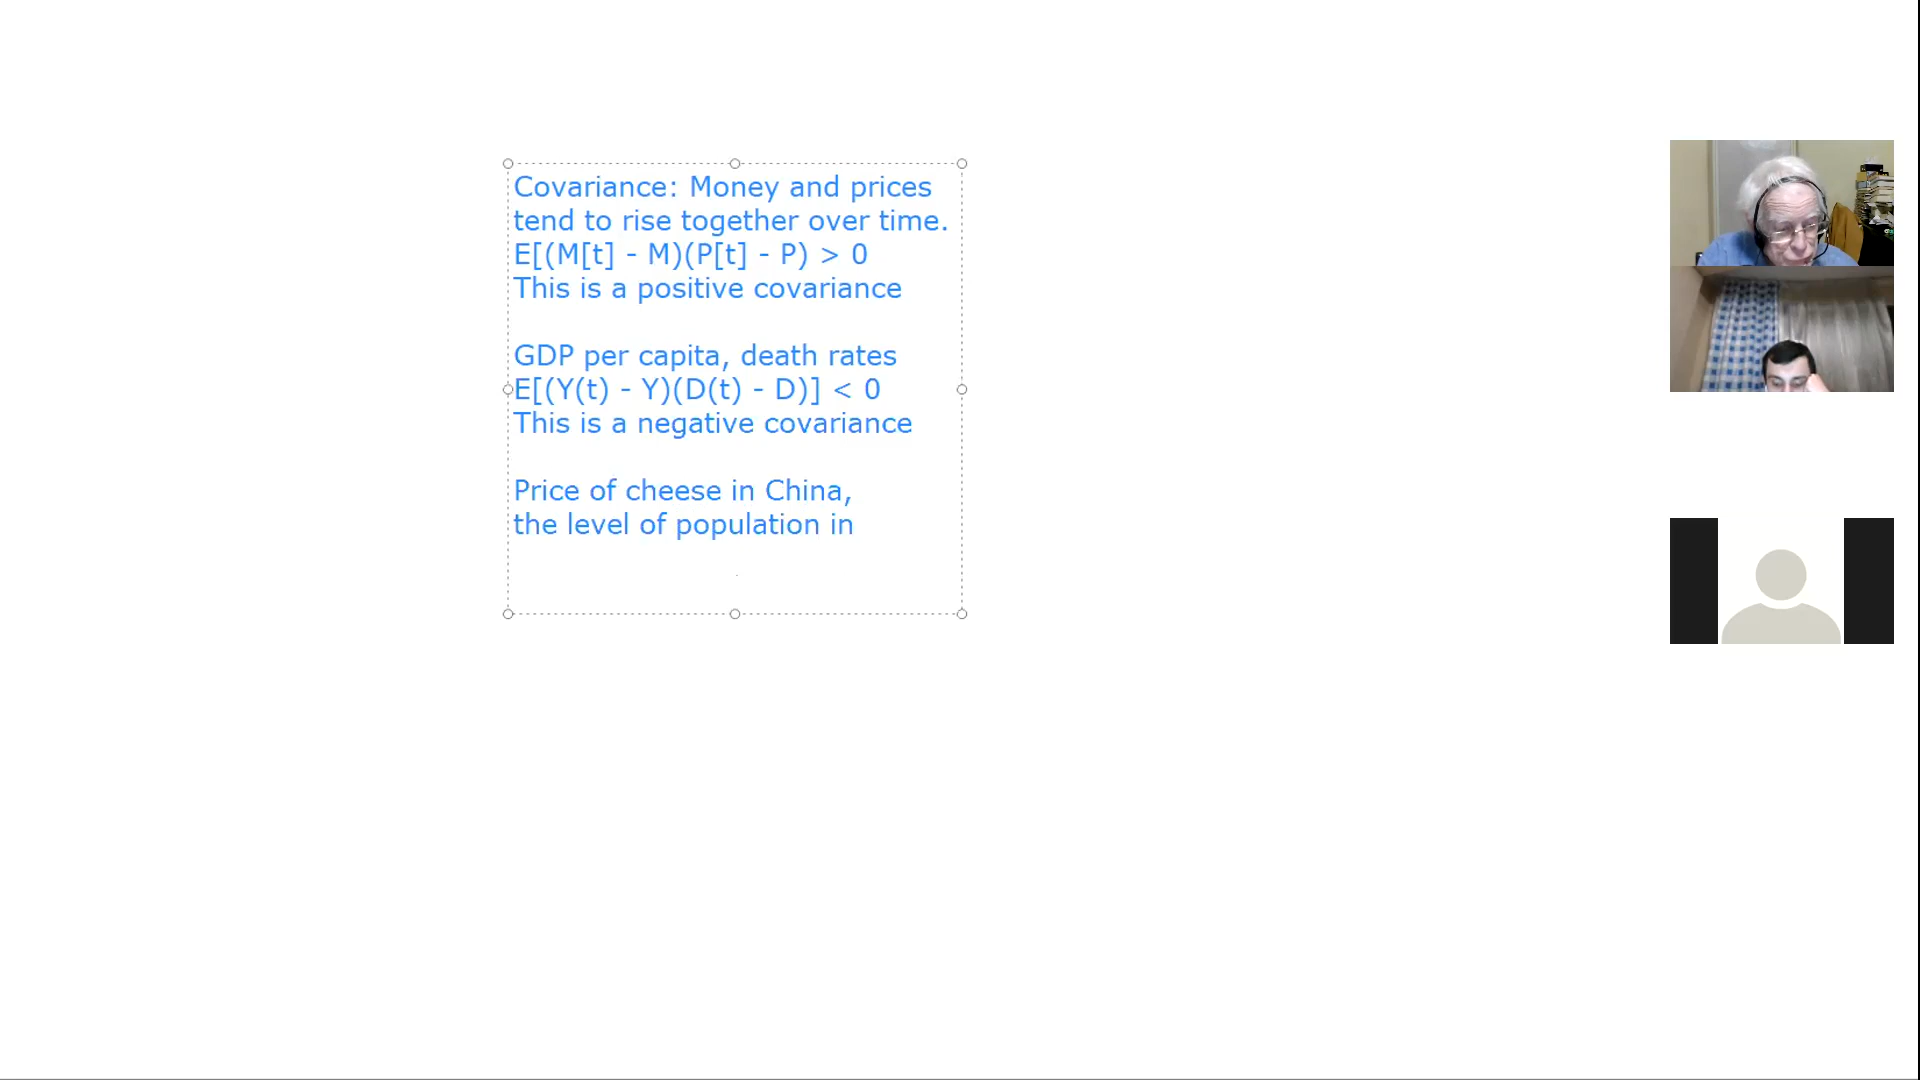 Covariance: Money and prices
tend to rise together over time.
E[(M[t] - M)(P[t] - P) > 0
This is a positive covariance
GDP per capita, death rates
E[(Y(t) - Y)(D(t) - D)] < 0
This is a negative covariance
Price of cheese in China,
the level of population in